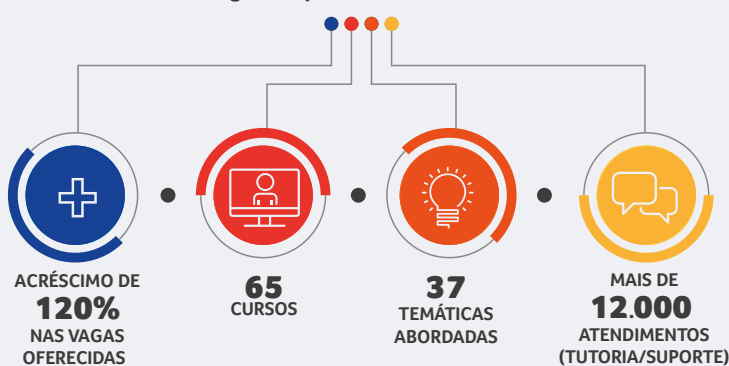 ACRÉSCIMO DE
120%
NAS VAGAS
OFERECIDAS
65
CURSOS
37
TEMÁTICAS
ABORDADAS
MAIS DE
12.000
ATENDIMENTOS
(TUTORIA/SUPORTE)